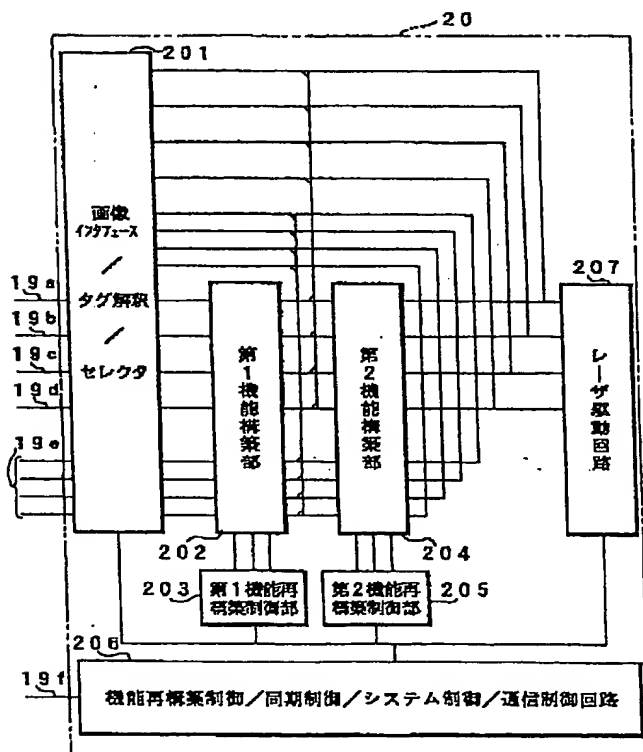 20
201
画像
インタフェース
／
タグ解釈
／
セレクタ
19a
19b
19c
19d
19e
19f
第1機能構築部
第2機能構築部
207
レーザ駆動回路
202
204
203
第1機能再
構築制御部
第2機能再
構築制御部
205
206
機能再構築制御／同期制御／システム制御／通信制御回路